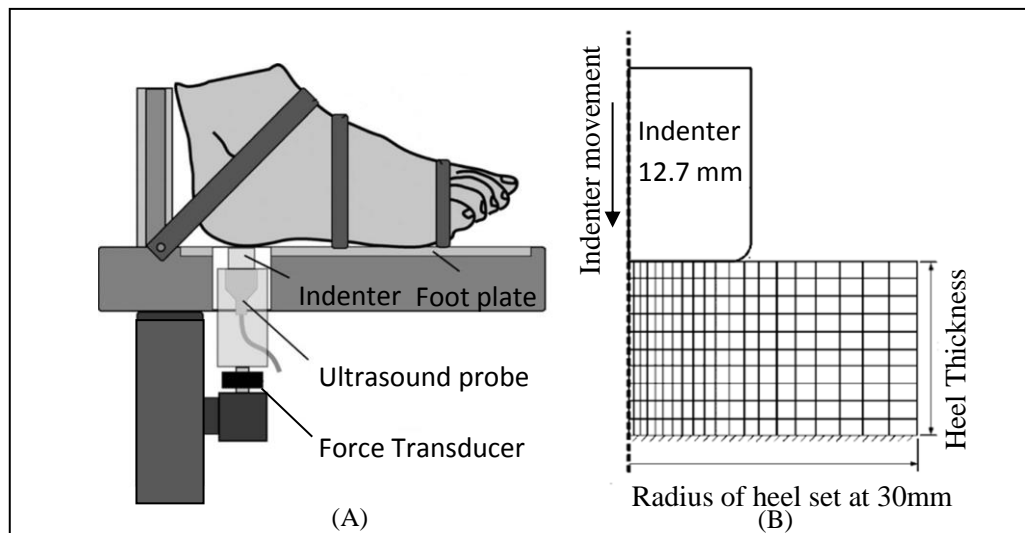 Indenter
Foot plate
Ultrasound probe
Force Transducer
(A)
Indenter movement
Indenter
12.7 mm
Heel Thickness
Radius of heel set at 30mm
(B)